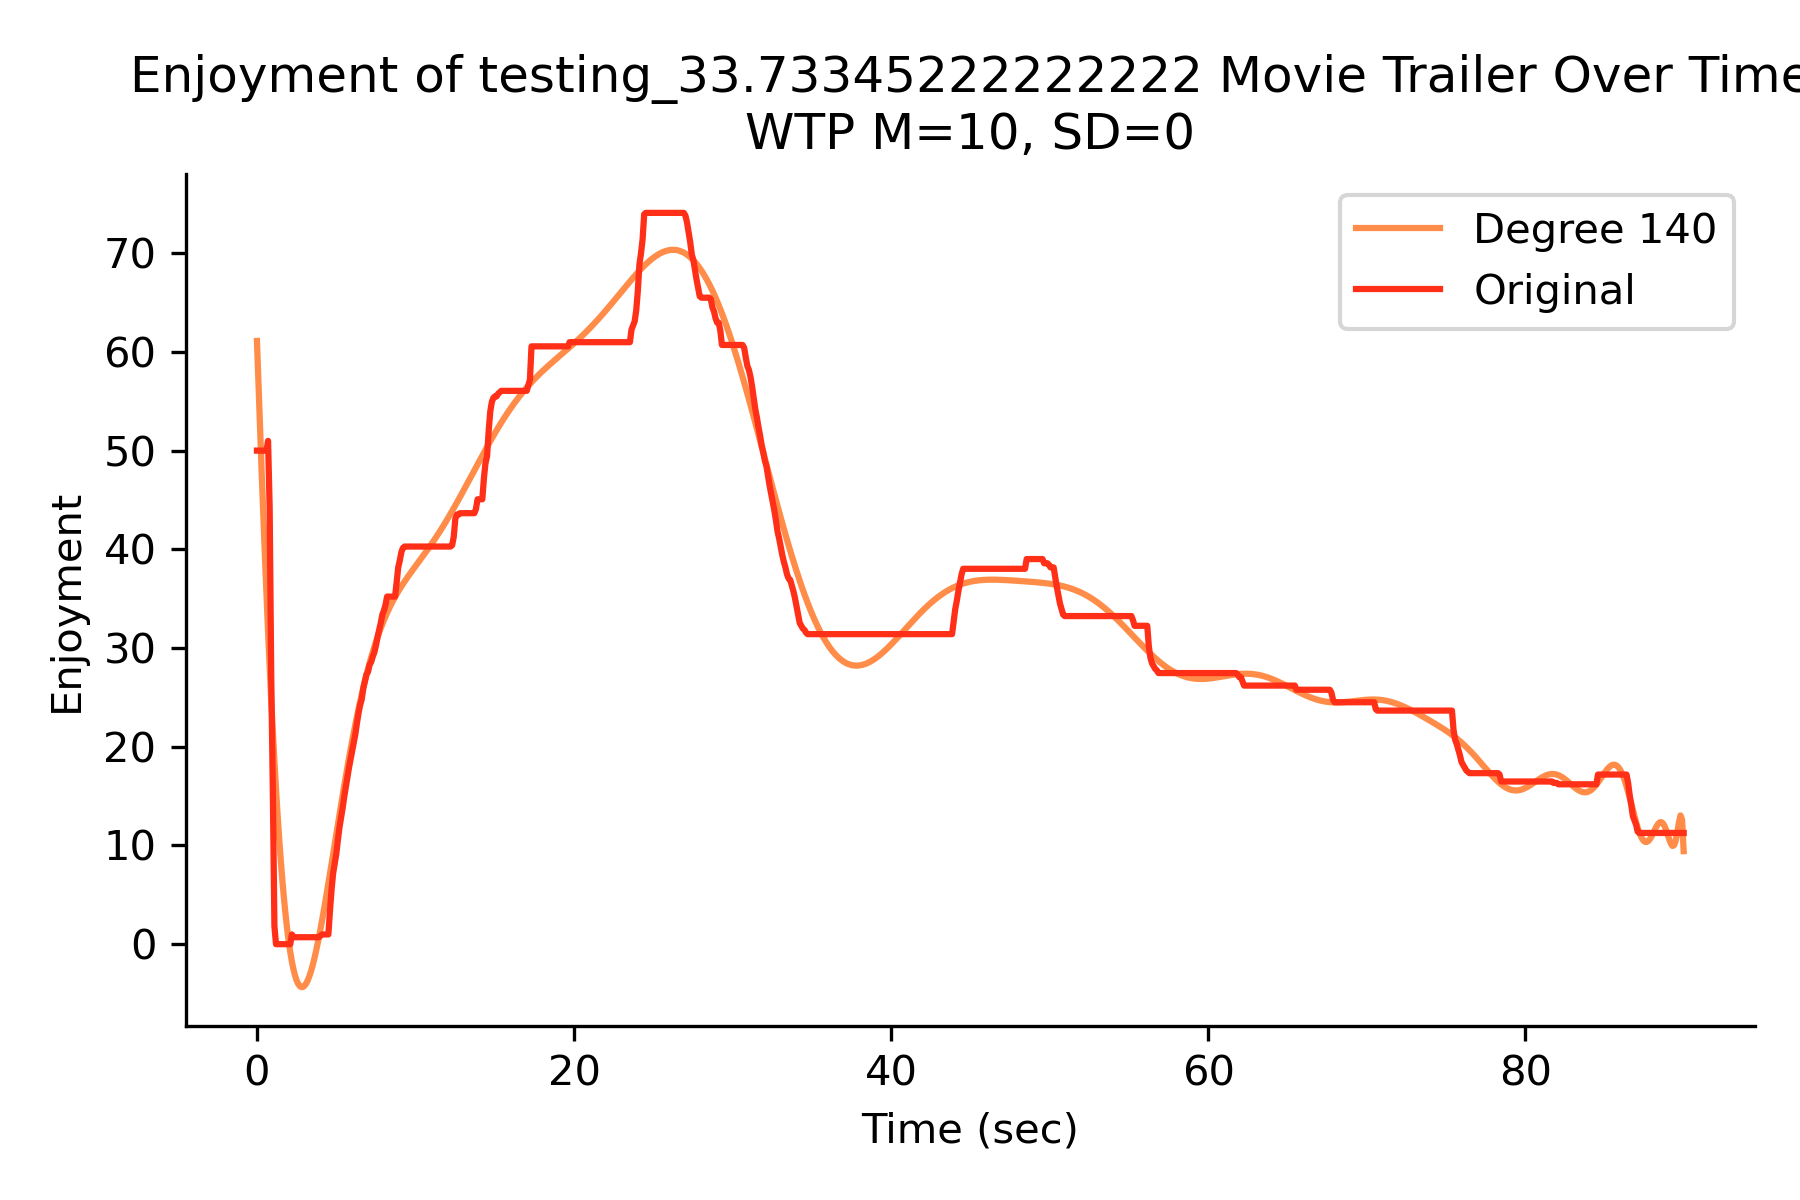 Enjoyment of testing_33.73345222222222 Movie Trailer Over Time
WTP M=10, SD=0
Degree 140
Original
Enjoyment
70
60
50
40
30
20
10
0
0 20 40 60 80
Time (sec)